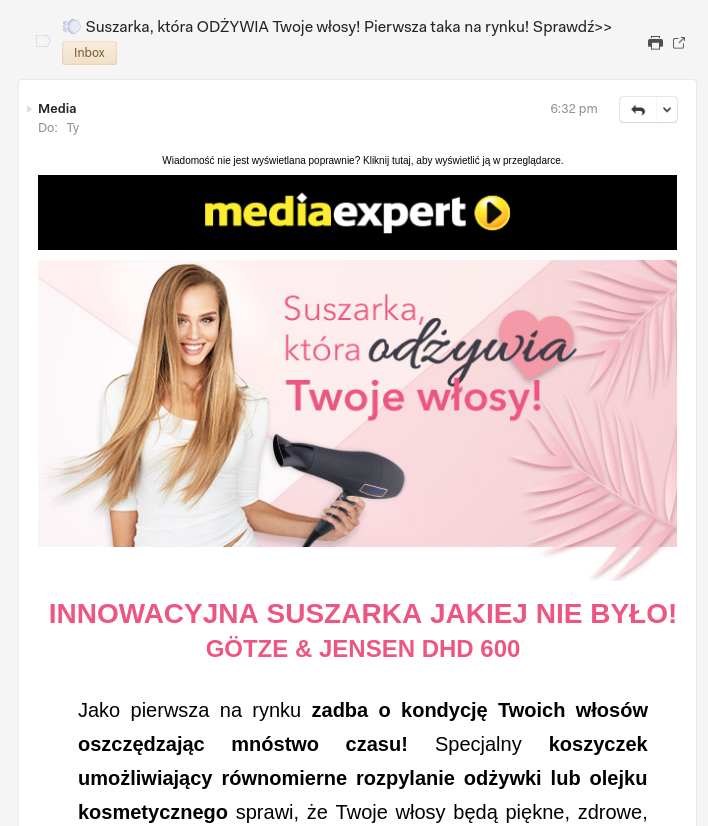 Suszarka, która ODŻYWIA Twoje włosy! Pierwsza taka na rynku! Sprawdź>>
Inbox
Media
6:32 pm
Do: Ty
Wiadomość nie jest wyświetlana poprawnie? Kliknij tutaj, aby wyświetlić ją w przeglądarce.
mediaexpert
Suszarka,
która odżywia
Twoje włosy!
INNOWACYJNA SUSZARKA JAKIEJ NIE BYŁO!
GÖTZE & JENSEN DHD 600
Jako pierwsza na rynku zadba o kondycję Twoich włosów
oszczędzając mnóstwo czasu! Specjalny koszyczek
umożliwiający równomierne rozpylanie odżywki lub olejku
kosmetycznego sprawi, że Twoje włosy będą piękne, zdrowe,